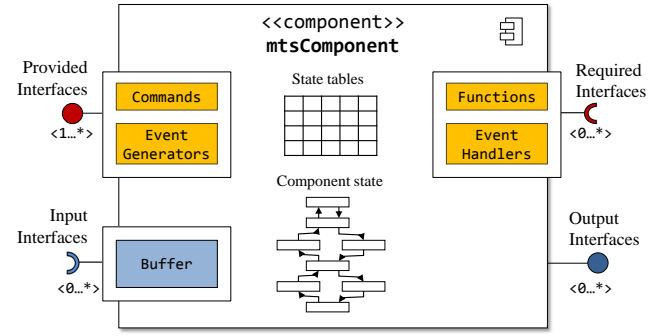 <<component>>
mtsComponent
Provided
Interfaces
<1…*>
Commands
Event
Generators
State tables
Functions
Event
Handlers
Required
Interfaces
<0…*>
Component state
Input
Interfaces
<0…*>
Buffer
Output
Interfaces
<0…*>